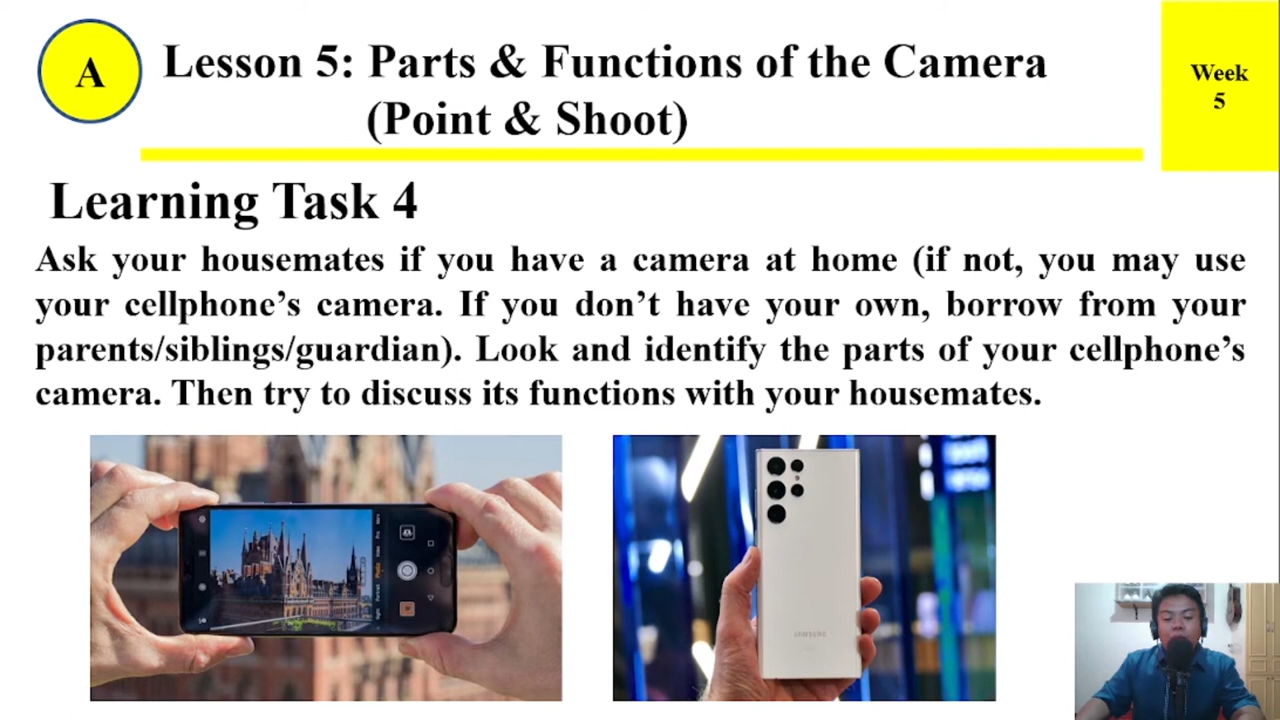 A
Lesson 5: Parts & Functions of the Camera
(Point & Shoot)
Week
5
Learning Task 4
Ask your housemates if you have a camera at home (if not, you may use
your cellphone’s camera. If you don’t have your own, borrow from your
parents/siblings/guardian). Look and identify the parts of your cellphone’s
camera. Then try to discuss its functions with your housemates.
SAMSUNG